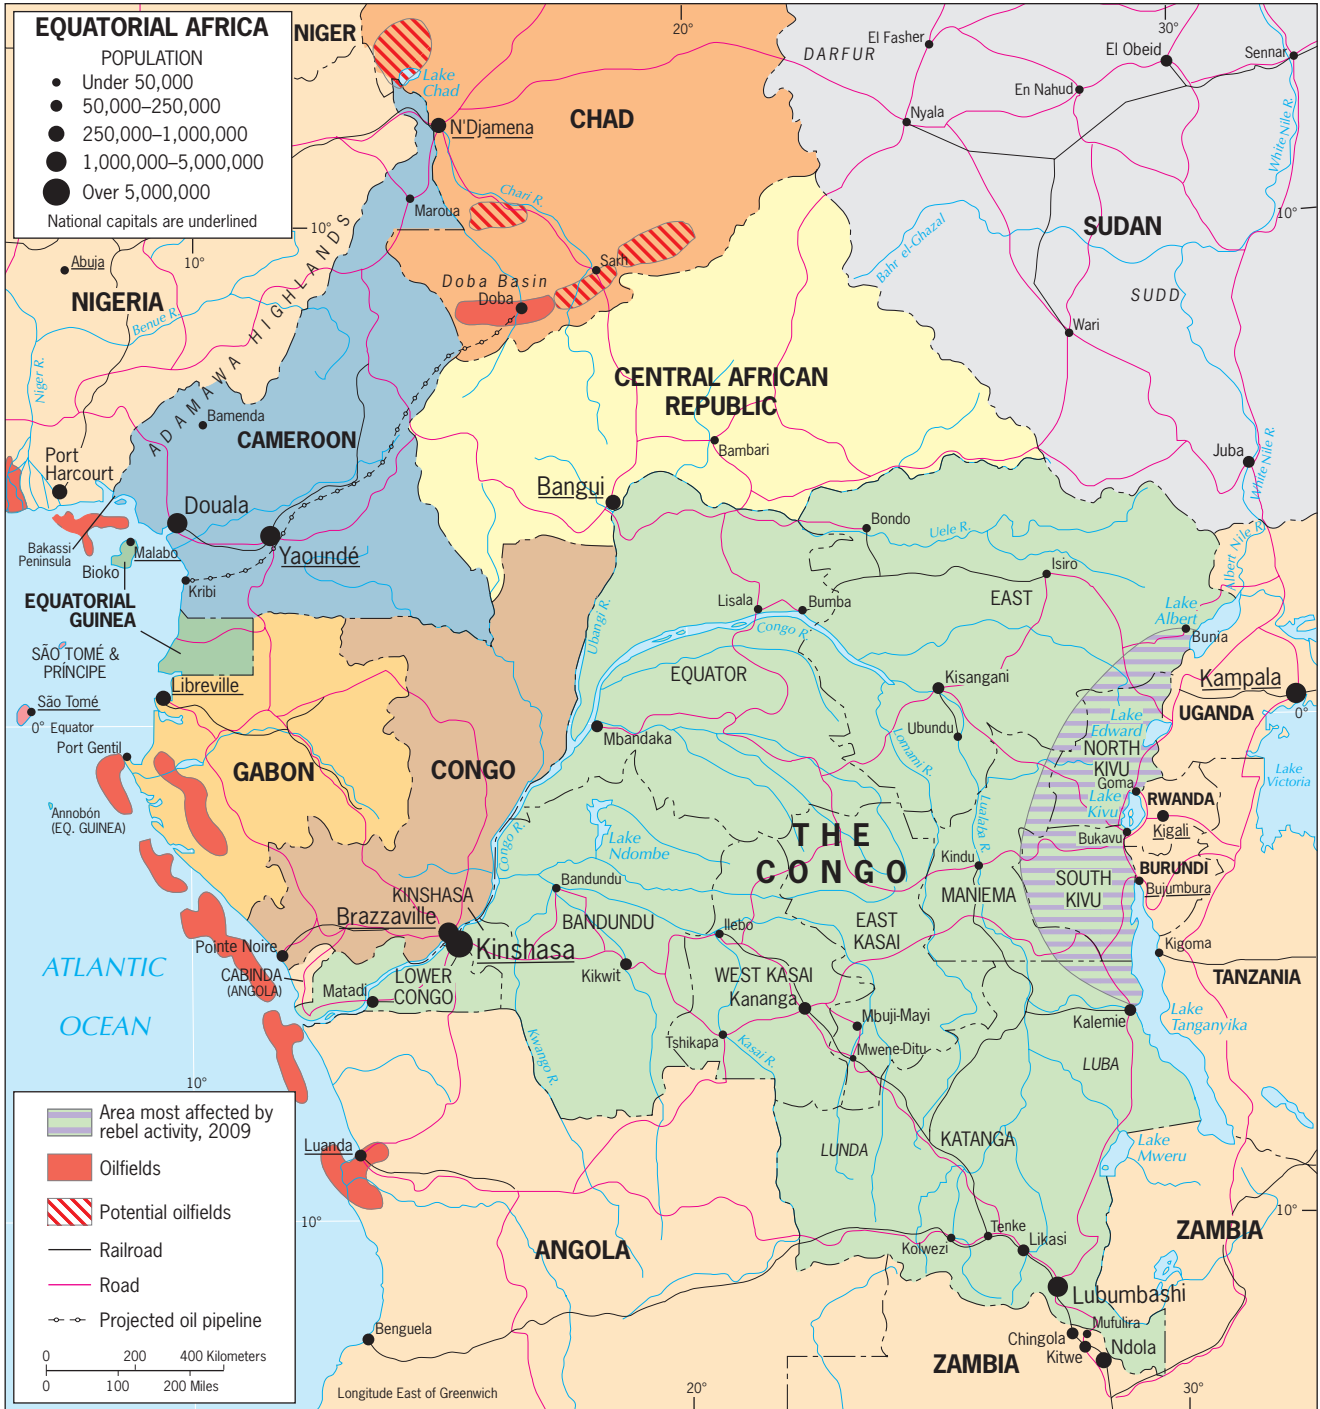 EQUATORIAL AFRICA
POPULATION
Under 50,000
50,000–250,000
250,000–1,000,000
1,000,000–5,000,000
Over 5,000,000
National capitals are underlined
NIGER
Lake
Chad
20°
30°
DARFUR
El Fasher
El Obeid
Sennar
En Nahud
Nyala
White Nile R.
N'Djamena
CHAD
Chari R.
Maroua
10°
10°
10°
SUDAN
Bahr el-Ghazal
SUDD
Wari
Abuja
NIGERIA
Benue R.
Niger R.
ADAMAWA HIGHLANDS
Doba Basin
Doba
Sarh
CENTRAL AFRICAN
REPUBLIC
Bamenda
CAMEROON
Bambari
Juba
White Nile R.
Port
Harcourt
Bangui
Douala
Yaoundé
Bakassi
Peninsula
Malabo
Bioko
Kribi
Bondo
Uele R.
Isiro
EAST
Albert Nile R.
Lake
Albert
Bunia
EQUATORIAL
GUINEA
Lisala
Bumba
Congo R.
Ubangi R.
SÃO TOMÉ &
PRÍNCIPE
São Tomé
0° Equator
Libreville
EQUATOR
Kisangani
Ubundu
Kampala
UGANDA
0°
Lake
Edward
Port Gentil
GABON
CONGO
Mbandaka
Lomami R.
Lualaba R.
NORTH
KIVU
Goma
Lake
Kivu
RWANDA
Kigali
Lake
Victoria
Annobón
(EQ. GUINEA)
Congo R.
Lake
Ndombe
THE
CONGO
Bukavu
BURUNDI
Bujumbura
Kindu
MANIEMA
SOUTH
KIVU
KINSHASA
Brazzaville
Kinshasa
Bandundu
BANDUNDU
Ilebo
EAST
KASAI
Kikwit
WEST KASAI
Kananga
Kigoma
TANZANIA
ATLANTIC
OCEAN
Pointe Noire
CABINDA
(ANGOLA)
Matadi
LOWER
CONGO
Mbuji-Mayi
Tshikapa
Mwene-Ditu
Kasai R.
Kwango R.
Kalemie
Lake
Tanganyika
LUBA
10°
Area most affected by
rebel activity, 2009
Oilfields
Potential oilfields
Railroad
Road
Projected oil pipeline
0 200 400 Kilometers
0 100 200 Miles
Luanda
LUNDA
KATANGA
Lake
Mweru
10°
10°
ANGOLA
Kolwezi
Tenke
Likasi
ZAMBIA
Lubumbashi
Mufulira
Chingola
Kitwe
Ndola
Benguela
ZAMBIA
Longitude East of Greenwich
20°
30°